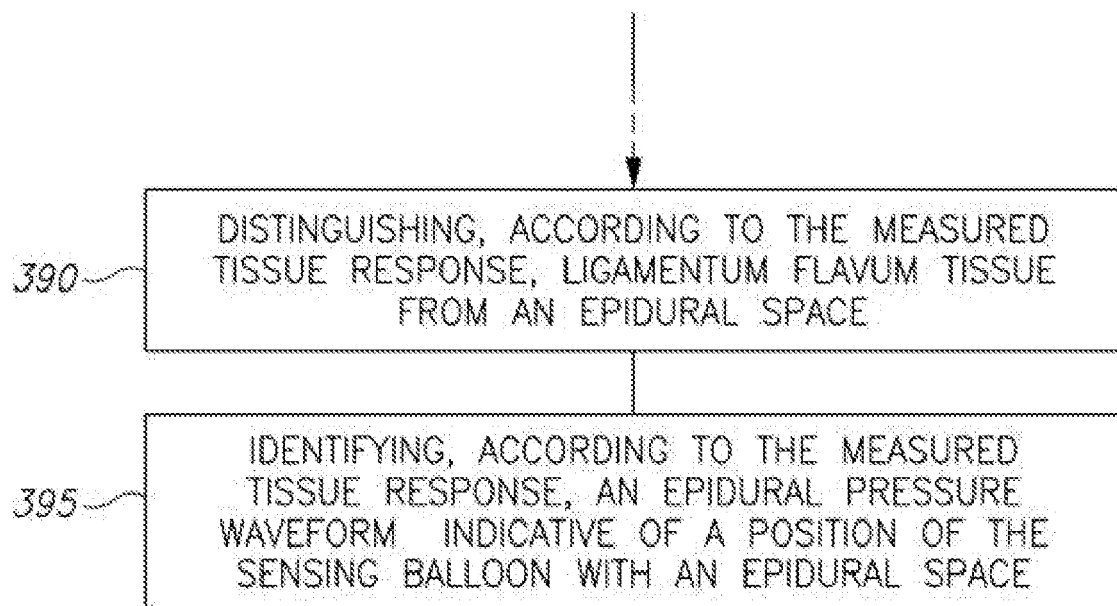 390
DISTINGUISHING, ACCORDING TO THE MEASURED
TISSUE RESPONSE, LIGAMENTUM FLAVUM TISSUE
FROM AN EPIDURAL SPACE
395
IDENTIFYING, ACCORDING TO THE MEASURED
TISSUE RESPONSE, AN EPIDURAL PRESSURE
WAVEFORM INDICATIVE OF A POSITION OF THE
SENSING BALLOON WITH AN EPIDURAL SPACE